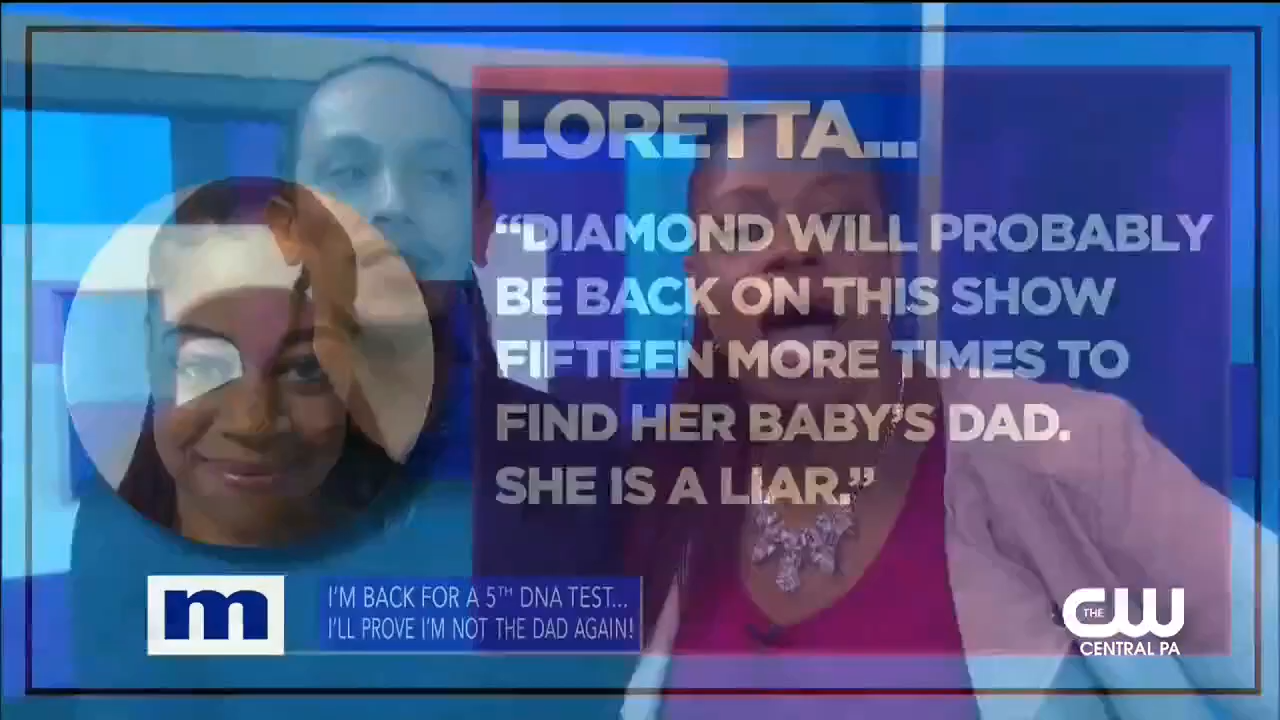 LORETTA...
“DIAMOND WILL PROBABLY
BE BACK ON THIS SHOW
FIFTEEN MORE TIMES TO
FIND HER BABY’S DAD.
SHE IS A LIAR.”
m
I’M BACK FOR A 5TH DNA TEST...
I’LL PROVE I’M NOT THE DAD AGAIN!
THE CW
CENTRAL PA